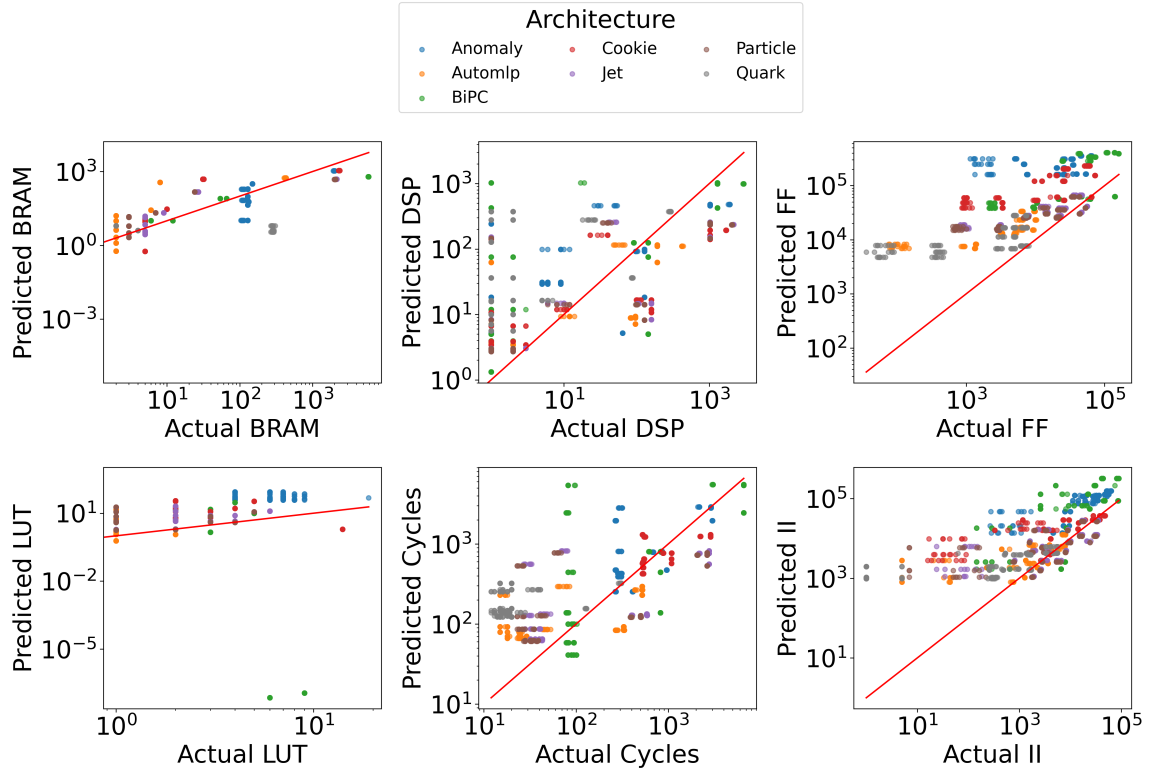 Architecture
Anomaly Cookie Particle
Automlp Jet Quark
BiPC
Predicted BRAM
10^3
10^0
10^-3
10^1 10^2 10^3
Actual BRAM
Predicted DSP
10^3
10^2
10^1
10^0
10^1 10^3
Actual DSP
Predicted FF
10^5
10^4
10^3
10^2
10^3 10^5
Actual FF
Predicted LUT
10^1
10^-2
10^-5
10^0 10^1
Actual LUT
Predicted Cycles
10^3
10^2
10^1
10^1 10^2 10^3
Actual Cycles
Predicted II
10^5
10^3
10^1
10^1 10^3 10^5
Actual II